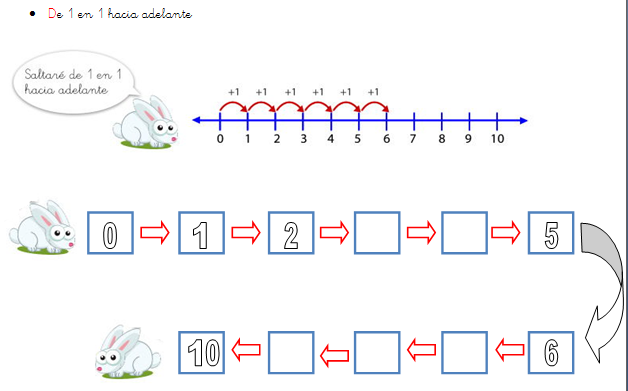 De 1 en 1 hacia adelante
Saltaré de 1 en 1
hacia adelante
+1 +1 +1 +1 +1 +1
0 1 2 3 4 5 6 7 8 9 10
0 1 2 5
10 6